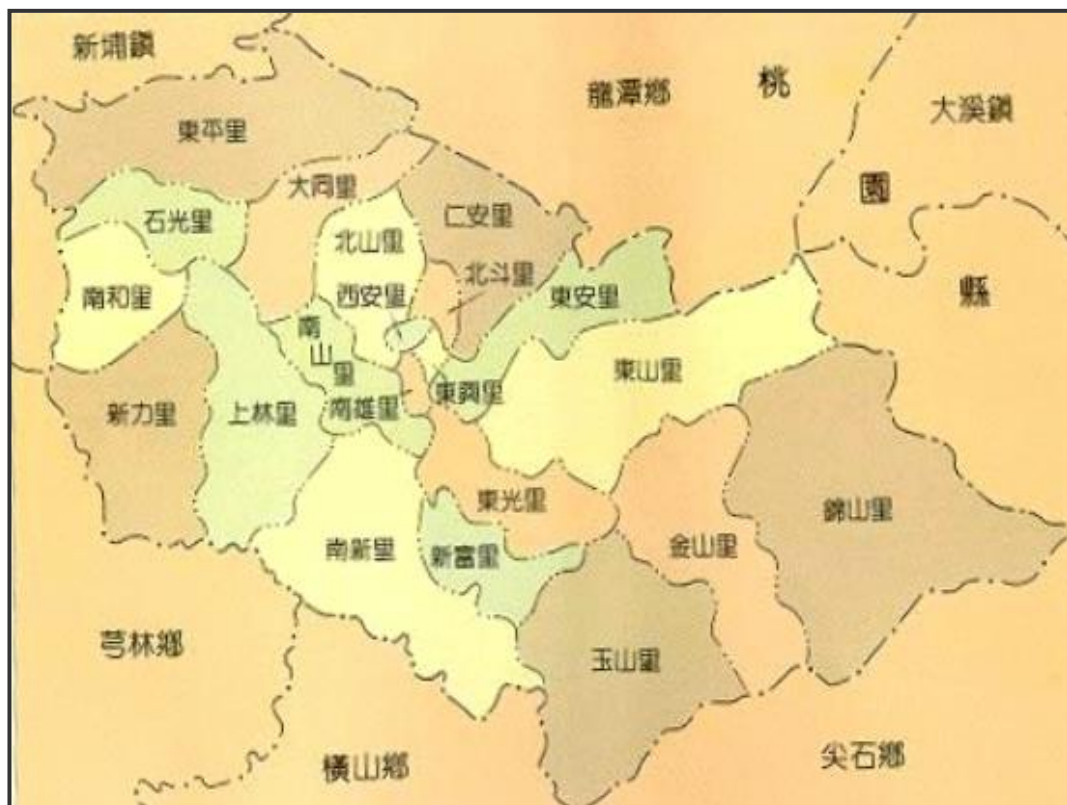 新埔鎮
龍潭鄉
桃
大溪鎮
東平里
大同里
園
仁安里
石光里
北山里
北斗里
縣
南和里
西安里
東安里
南山里
東山里
新力里
上林里
南雄里
東興里
東光里
錦山里
南新里
新富里
金山里
芎林鄉
玉山里
橫山鄉
尖石鄉